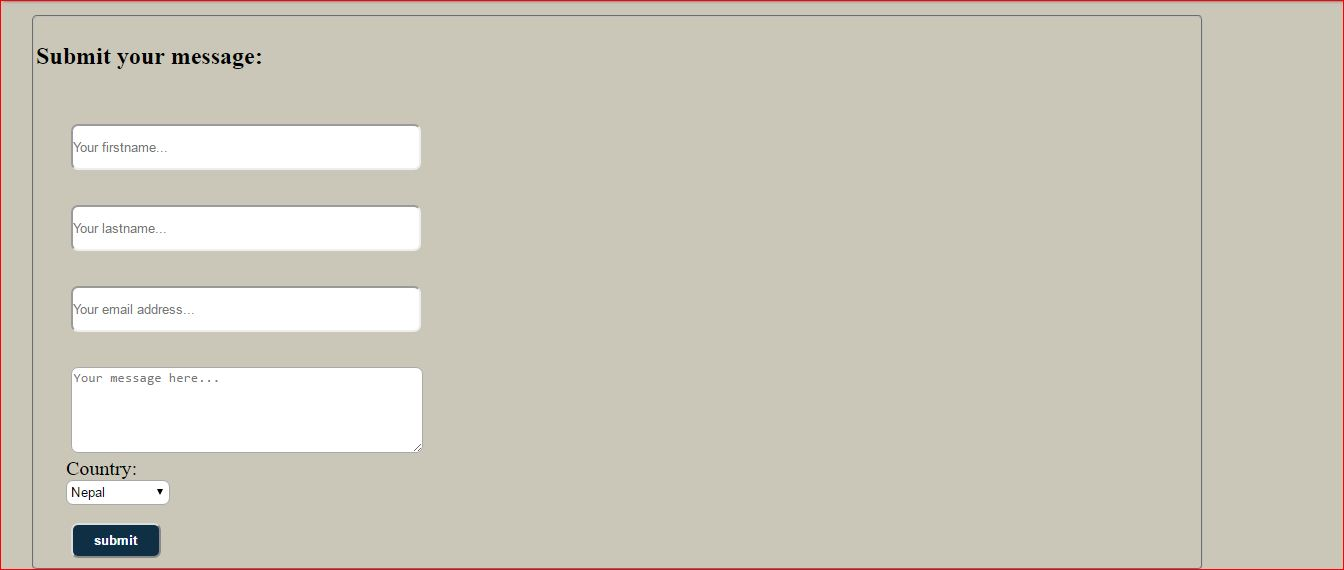 Submit your message:
Your firstname...
Your lastname...
Your email address...
Your message here...
Country:
Nepal
submit